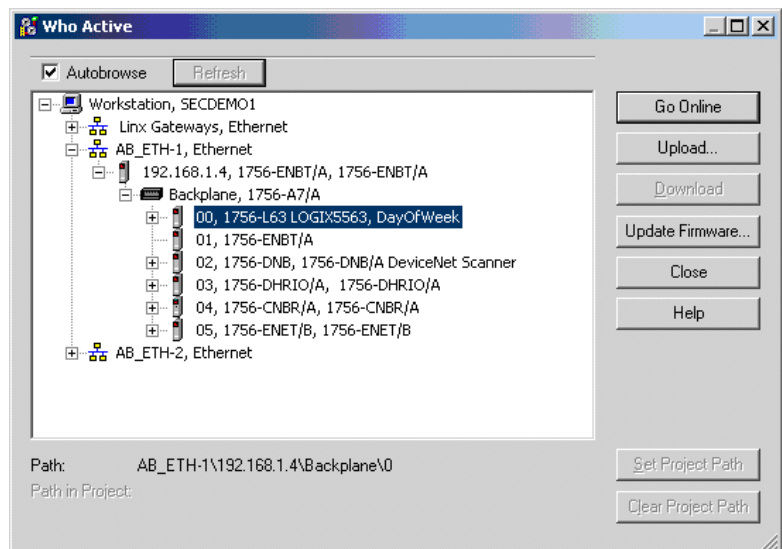 Who Active
Autobrowse Refresh
Workstation, SECDEMO1
Linx Gateways, Ethernet
AB_ETH-1, Ethernet
192.168.1.4, 1756-ENBT/A, 1756-ENBT/A
Backplane, 1756-A7/A
00, 1756-L63 LOGIX5563, DayOfWeek
01, 1756-ENBT/A
02, 1756-DNB, 1756-DNB/A DeviceNet Scanner
03, 1756-DHRIO/A, 1756-DHRIO/A
04, 1756-CNBR/A, 1756-CNBR/A
05, 1756-ENET/B, 1756-ENET/B
AB_ETH-2, Ethernet
Go Online
Upload...
Download
Update Firmware...
Close
Help
Path: AB_ETH-1\192.168.1.4\Backplane\0
Path in Project:
Set Project Path
Clear Project Path